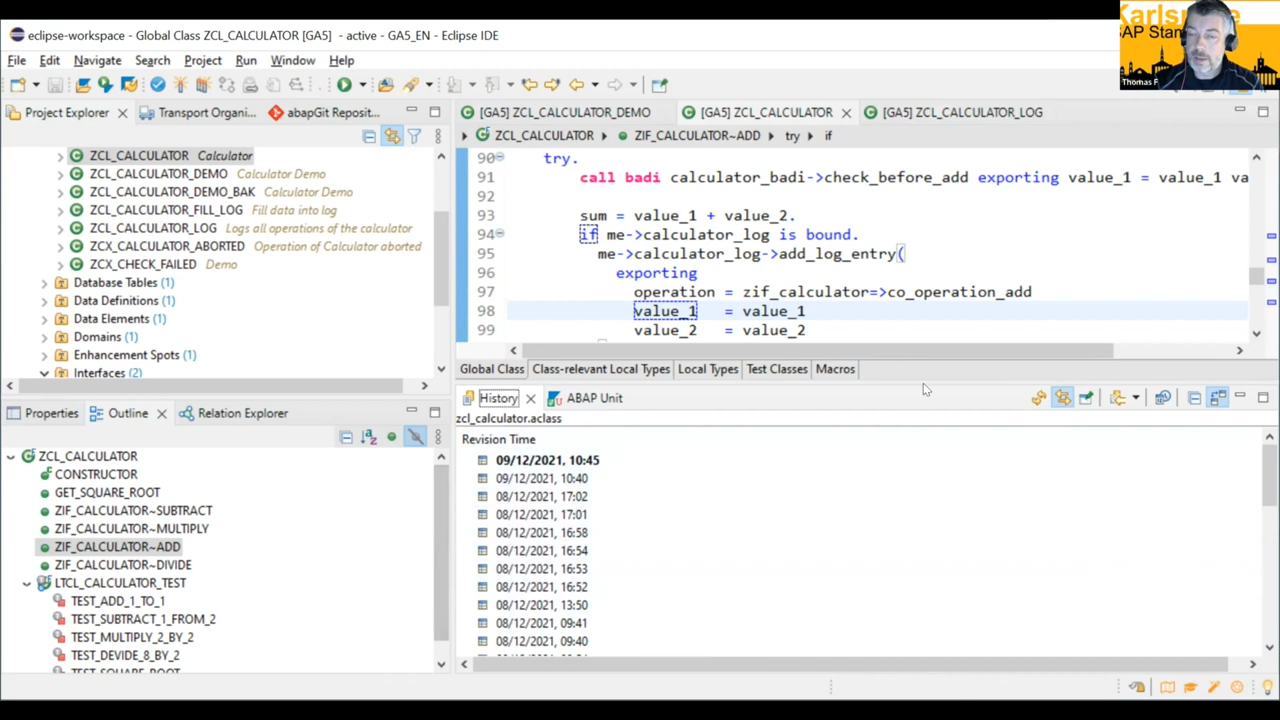 eclipse-workspace - Global Class ZCL_CALCULATOR [GA5] - active - GA5_EN - Eclipse IDE
Karlsruhe
SAP Stam
Thomas F
File Edit Navigate Search Project Run Window Help
Project Explorer Transport Organi... abapGit Reposit...
ZCL_CALCULATOR Calculator
ZCL_CALCULATOR_DEMO Calculator Demo
ZCL_CALCULATOR_DEMO_BAK Calculator Demo
ZCL_CALCULATOR_FILL_LOG Fill data into log
ZCL_CALCULATOR_LOG Logs all operations of the calculator
ZCX_CALCULATOR_ABORTED Operation of Calculator aborted
ZCX_CHECK_FAILED Demo
Database Tables (1)
Data Definitions (1)
Data Elements (1)
Domains (1)
Enhancement Spots (1)
Interfaces (2)
[GA5] ZCL_CALCULATOR_DEMO [GA5] ZCL_CALCULATOR [GA5] ZCL_CALCULATOR_LOG
ZCL_CALCULATOR ZIF_CALCULATOR~ADD try if
90 try.
91 call badi calculator_badi->check_before_add exporting value_1 = value_1 va
92
93 sum = value_1 + value_2.
94 if me->calculator_log is bound.
95 me->calculator_log->add_log_entry(
96 exporting
97 operation = zif_calculator=>co_operation_add
98 value_1 = value_1
99 value_2 = value_2
Global Class Class-relevant Local Types Local Types Test Classes Macros
Properties Outline Relation Explorer
ZCL_CALCULATOR
CONSTRUCTOR
GET_SQUARE_ROOT
ZIF_CALCULATOR~SUBTRACT
ZIF_CALCULATOR~MULTIPLY
ZIF_CALCULATOR~ADD
ZIF_CALCULATOR~DIVIDE
LTCL_CALCULATOR_TEST
TEST_ADD_1_TO_1
TEST_SUBTRACT_1_FROM_2
TEST_MULTIPLY_2_BY_2
TEST_DEVIDE_8_BY_2
TEST_SQUARE_ROOT
History ABAP Unit
zcl_calculator.aclass
Revision Time
09/12/2021, 10:45
09/12/2021, 10:40
08/12/2021, 17:02
08/12/2021, 17:01
08/12/2021, 16:58
08/12/2021, 16:54
08/12/2021, 16:53
08/12/2021, 16:52
08/12/2021, 13:50
08/12/2021, 09:41
08/12/2021, 09:40